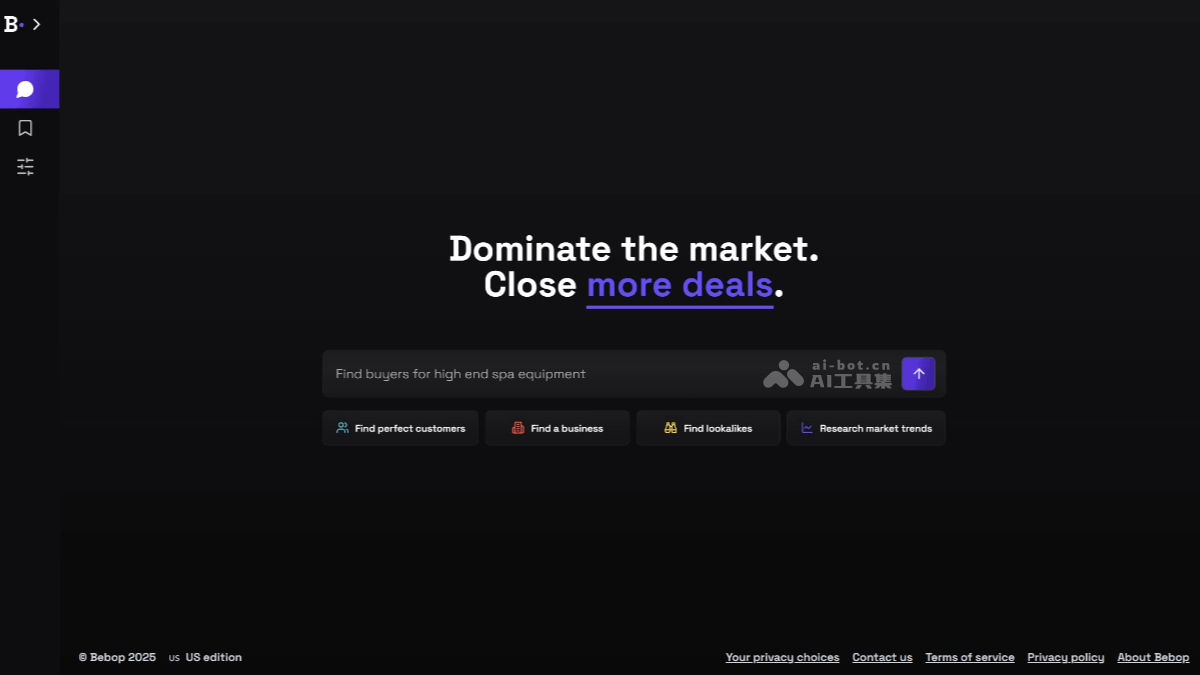 B.
Dominate the market.
Close more deals.
Find buyers for high end spa equipment
ai-bot.cn
AI工具集
Find perfect customers
Find a business
Find lookalikes
Research market trends
© Bebop 2025 US US edition
Your privacy choices Contact us Terms of service Privacy policy About Bebop